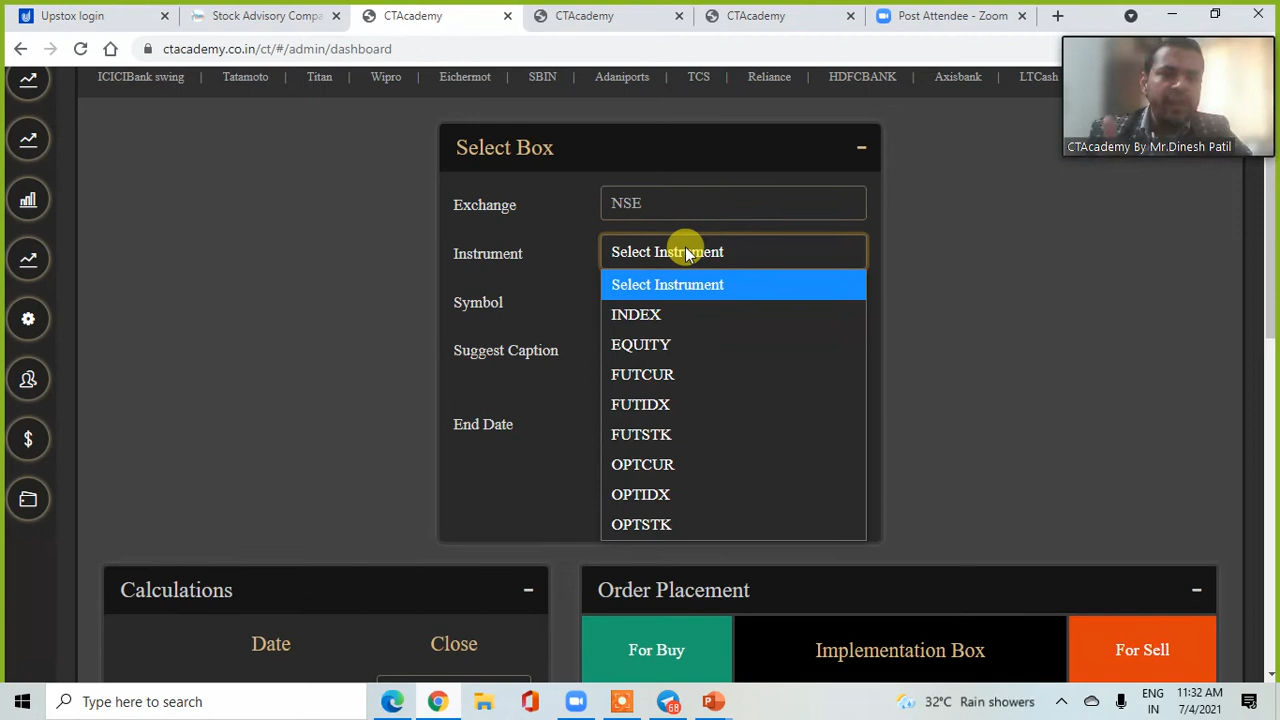 Upstox login
Stock Advisory Compa
CTAcademy
CTAcademy
CTAcademy
Post Attendee - Zoom
ctacademy.co.in/ct/#/admin/dashboard
ICICIBank swing | Tatamoto | Titan | Wipro | Eichermot | SBIN | Adaniports | TCS | Reliance | HDFCBANK | Axisbank | LTCash
CTAcademy By Mr.Dinesh Patil
Select Box
Exchange NSE
Instrument Select Instrument
Select Instrument
INDEX
Symbol
EQUITY
Suggest Caption
FUTCUR
FUTIDX
End Date
FUTSTK
OPTCUR
OPTIDX
OPTSTK
Calculations
Order Placement
Date Close
For Buy Implementation Box For Sell
Type here to search
68
32°C Rain showers
ENG
IN
11:32 AM
7/4/2021